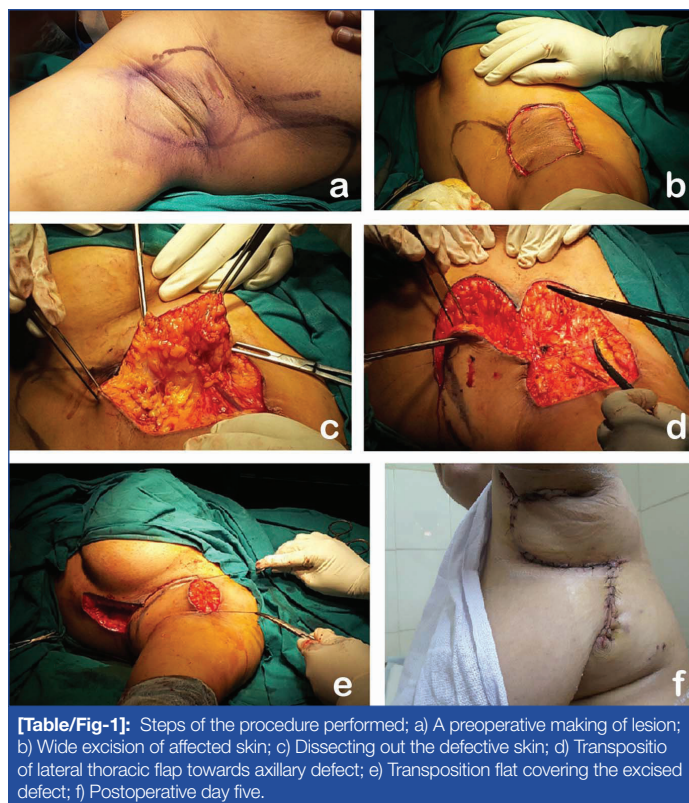 a
b
c
d
e
f
[Table/Fig-1]: Steps of the procedure performed; a) A preoperative making of lesion;
b) Wide excision of affected skin; c) Dissecting out the defective skin; d) Transpositio
of lateral thoracic flap towards axillary defect; e) Transposition flat covering the excised
defect; f) Postoperative day five.